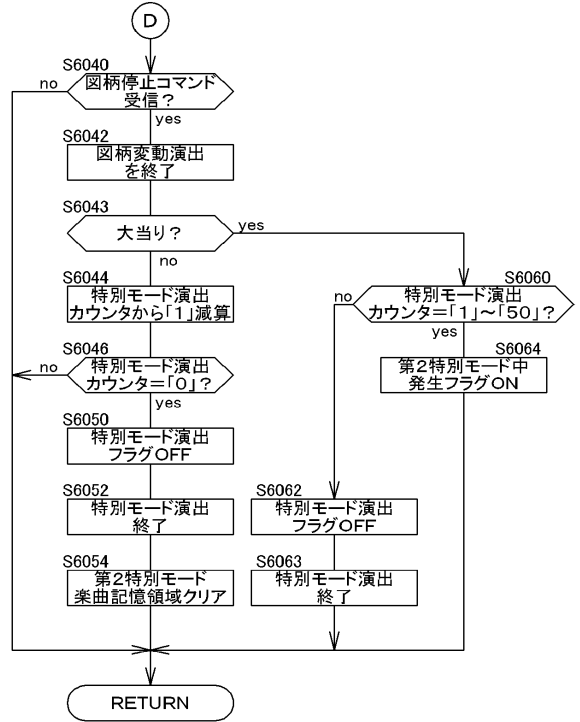 D
S6040
図柄停止コマンド
受信?
no
yes
S6042
図柄変動演出
を終了
S6043
大当り?
yes
no
S6044
特別モード演出
カウンタから「1」減算
S6060
特別モード演出
カウンタ=「1」~「50」?
no
yes
S6046
特別モード演出
カウンタ=「0」?
no
yes
S6064
第2特別モード中
発生フラグON
S6050
特別モード演出
フラグOFF
S6052
特別モード演出
終了
S6062
特別モード演出
フラグOFF
S6054
第2特別モード
楽曲記憶領域クリア
S6063
特別モード演出
終了
RETURN